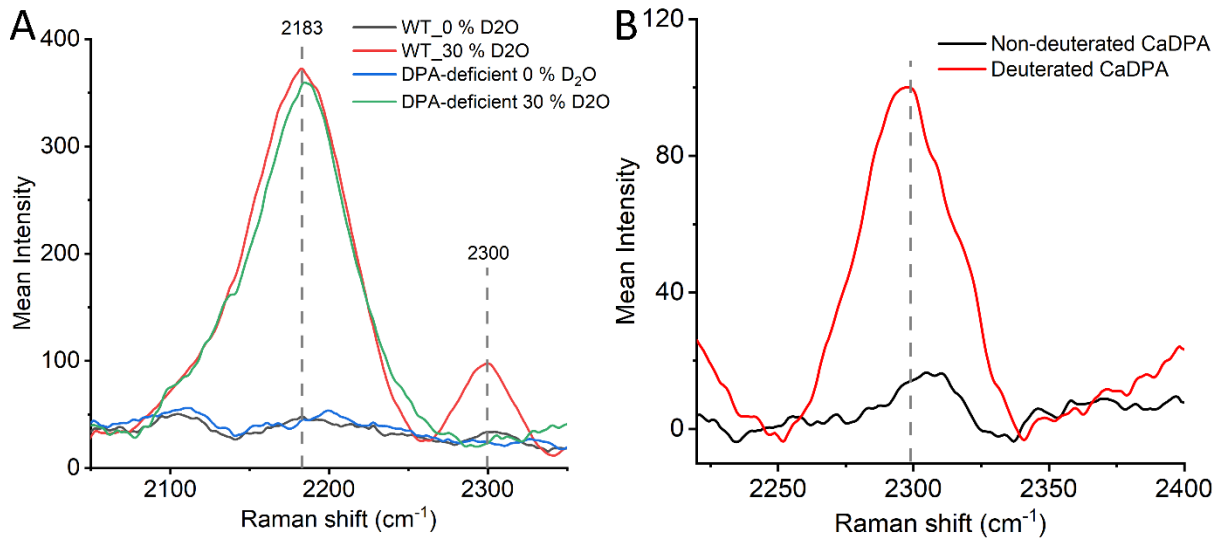 A
2183
2300
WT_0 % D2O
WT_30 % D2O
DPA-deficient 0 % D₂O
DPA-deficient 30 % D2O
400
300
200
100
0
Mean Intensity
2100
2200
2300
Raman shift (cm⁻¹)
B
Non-deuterated CaDPA
Deuterated CaDPA
120
80
40
0
Mean Intensity
2250
2300
2350
2400
Raman shift (cm⁻¹)